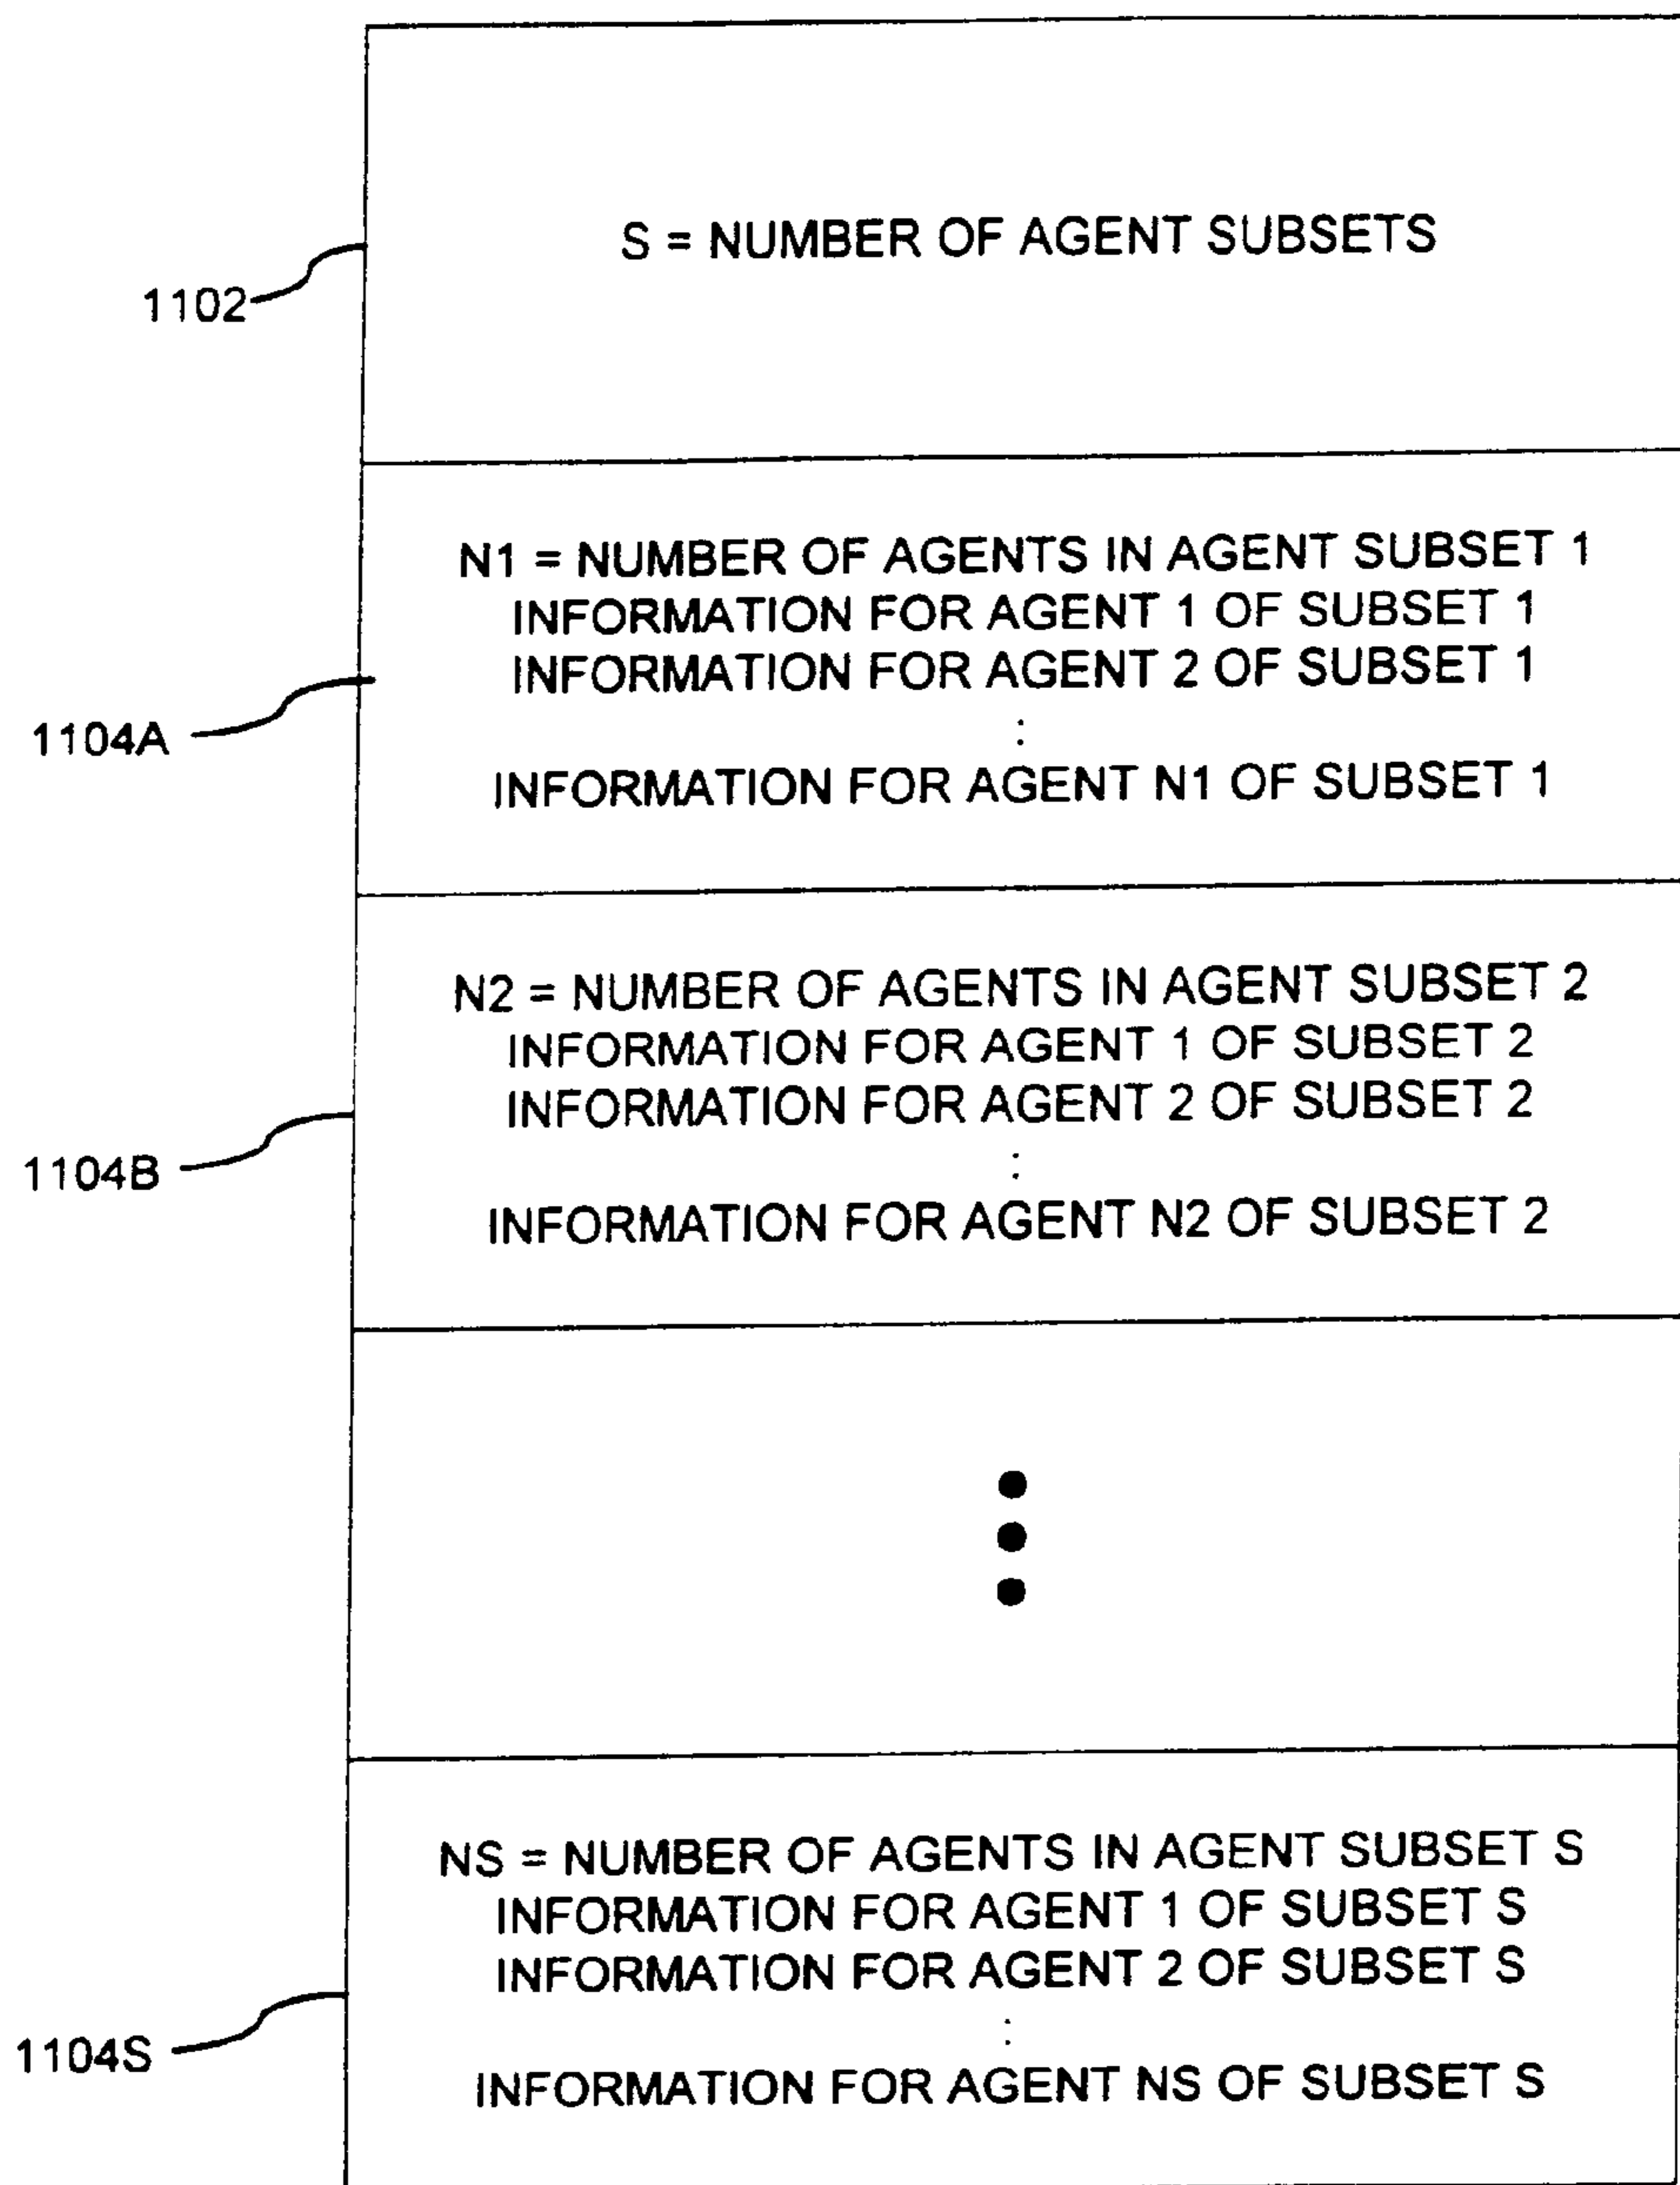 S = NUMBER OF AGENT SUBSETS
1102
N1 = NUMBER OF AGENTS IN AGENT SUBSET 1
INFORMATION FOR AGENT 1 OF SUBSET 1
INFORMATION FOR AGENT 2 OF SUBSET 1
:
INFORMATION FOR AGENT N1 OF SUBSET 1
1104A
N2 = NUMBER OF AGENTS IN AGENT SUBSET 2
INFORMATION FOR AGENT 1 OF SUBSET 2
INFORMATION FOR AGENT 2 OF SUBSET 2
:
INFORMATION FOR AGENT N2 OF SUBSET 2
1104B
NS = NUMBER OF AGENTS IN AGENT SUBSET S
INFORMATION FOR AGENT 1 OF SUBSET S
INFORMATION FOR AGENT 2 OF SUBSET S
:
INFORMATION FOR AGENT NS OF SUBSET S
1104S